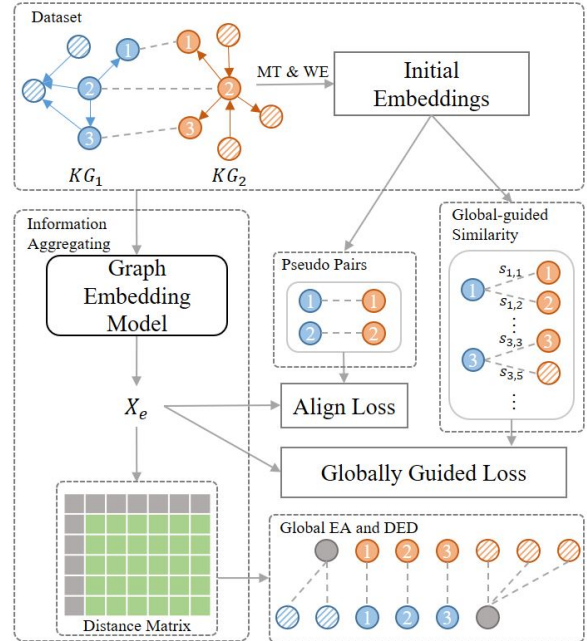 Dataset
1
1
2
2
3
3
MT & WE
Initial
Embeddings
KG1
KG2
Information
Aggregating
Graph
Embedding
Model
Xe
Distance Matrix
Pseudo Pairs
1
1
2
2
Align Loss
Globally Guided Loss
Global-guided
Similarity
1
s1,1
1
s1,2
2
⋮
3
s3,3
3
s3,5
⋮
Global EA and DED
1
2
3
1
2
3